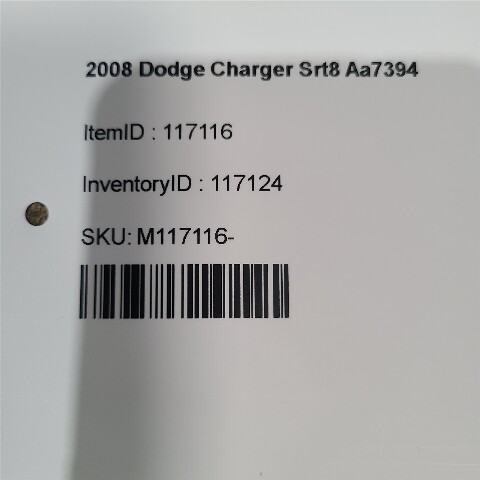 2008 Dodge Charger Srt8 Aa7394
ItemID : 117116
InventoryID : 117124
SKU: M117116-